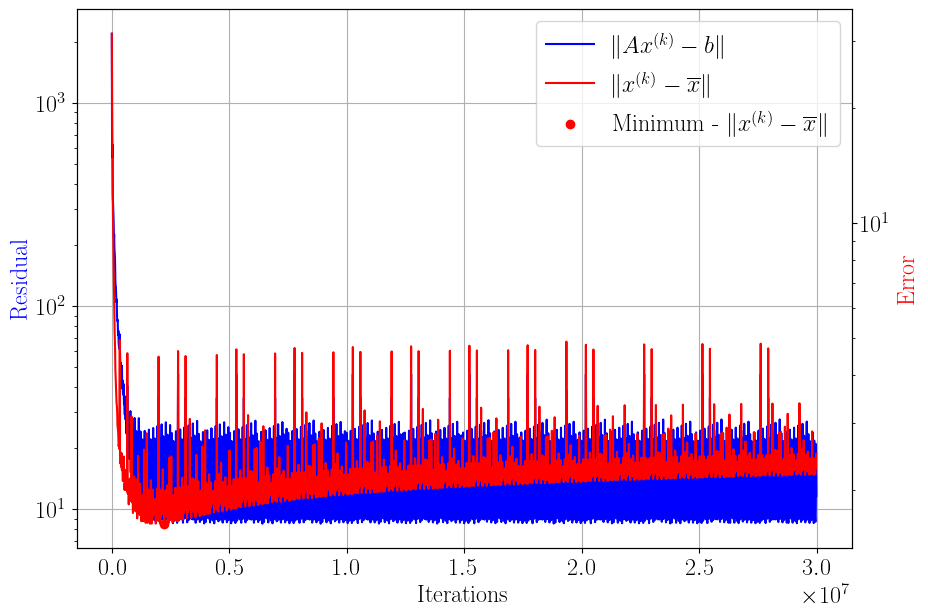 ‖Ax^{(k)} − b‖
‖x^{(k)} − x̅‖
Minimum - ‖x^{(k)} − x̅‖
Residual
10^3
10^2
10^1
10^1
Error
0.0 0.5 1.0 1.5 2.0 2.5 3.0
Iterations
×10^7